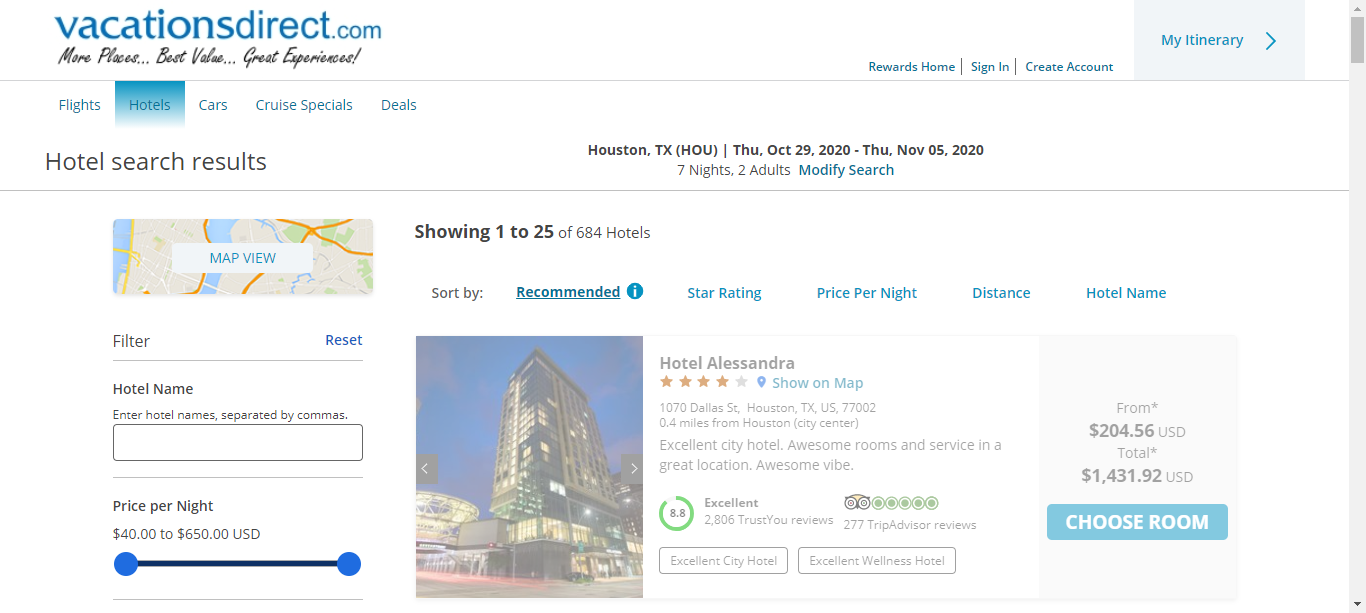 vacationsdirect.com
More Places... Best Value... Great Experiences!
My Itinerary
Rewards Home | Sign In | Create Account
Flights Hotels Cars Cruise Specials Deals
Hotel search results
Houston, TX (HOU) | Thu, Oct 29, 2020 - Thu, Nov 05, 2020
7 Nights, 2 Adults Modify Search
MAP VIEW
Showing 1 to 25 of 684 Hotels
Sort by: Recommended i Star Rating Price Per Night Distance Hotel Name
Filter Reset
Hotel Name
Enter hotel names, separated by commas.
Price per Night
$40.00 to $650.00 USD
Hotel Alessandra
Show on Map
1070 Dallas St, Houston, TX, US, 77002
0.4 miles from Houston (city center)
Excellent city hotel. Awesome rooms and service in a
great location. Awesome vibe.
8.8
Excellent
2,806 TrustYou reviews
277 TripAdvisor reviews
Excellent City Hotel
Excellent Wellness Hotel
From*
$204.56 USD
Total*
$1,431.92 USD
CHOOSE ROOM